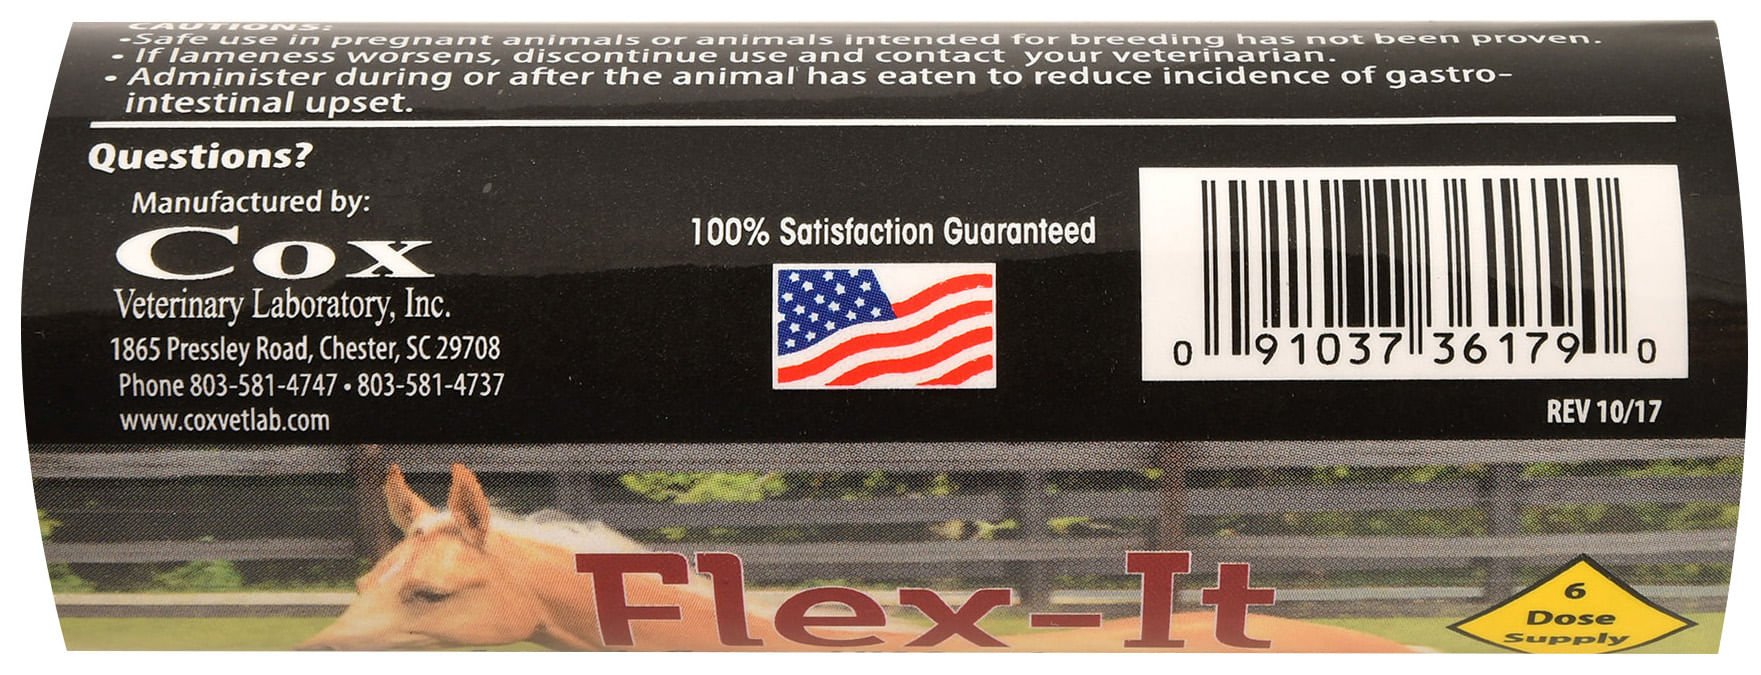 CAUTIONS:
•Safe use in pregnant animals or animals intended for breeding has not been proven.
• If lameness worsens, discontinue use and contact your veterinarian.
• Administer during or after the animal has eaten to reduce incidence of gastro-
intestinal upset.
Questions?
Manufactured by:
Cox
Veterinary Laboratory, Inc.
1865 Pressley Road, Chester, SC 29708
Phone 803-581-4747 • 803-581-4737
www.coxvetlab.com
100% Satisfaction Guaranteed
0 91037 36179 0
REV 10/17
Flex-It
6
Dose
Supply